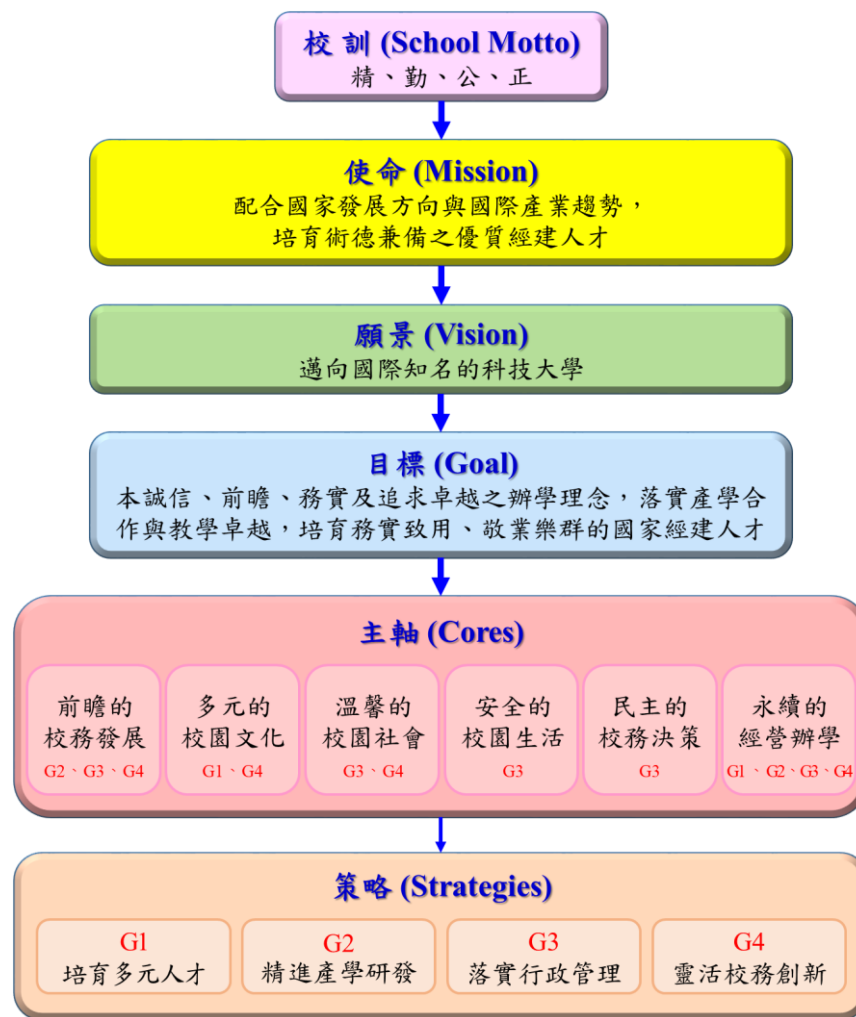 校訓 (School Motto)
精、勤、公、正
使命 (Mission)
配合國家發展方向與國際產業趨勢，
培育術德兼備之優質經建人才
願景 (Vision)
邁向國際知名的科技大學
目標 (Goal)
本誠信、前瞻、務實及追求卓越之辦學理念，落實產學合
作與教學卓越，培育務實致用、敬業樂群的國家經建人才
主軸 (Cores)
前瞻的
校務發展
G2、G3、G4
多元的
校園文化
G1、G4
溫馨的
校園社會
G3、G4
安全的
校園生活
G3
民主的
校務決策
G3
永續的
經營辦學
G1、G2、G3、G4
策略 (Strategies)
G1
培育多元人才
G2
精進產學研發
G3
落實行政管理
G4
靈活校務創新